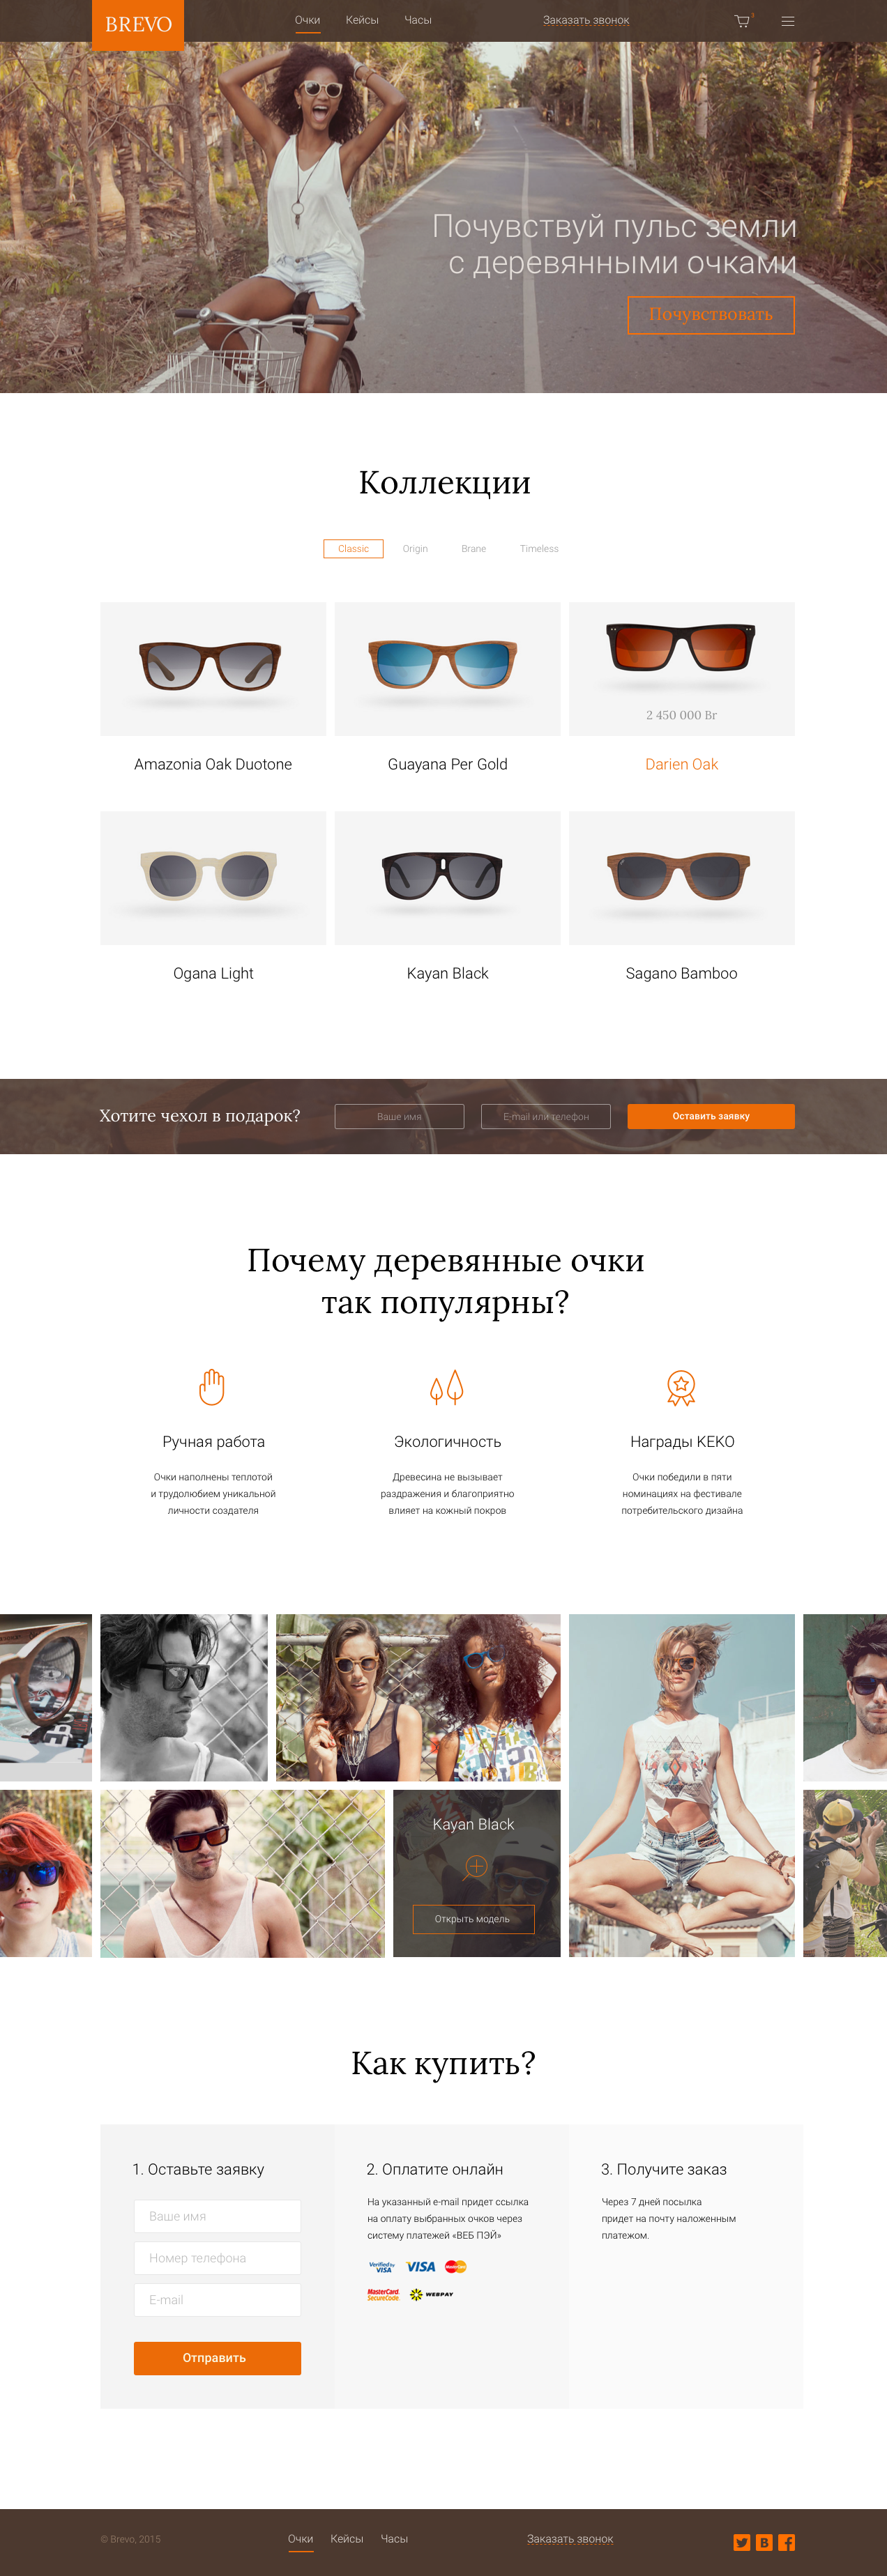 BREVO
Очки Кейсы Часы
Заказать звонок
Почувствуй пульс земли
с деревянными очками
Почувствовать
Коллекции
Classic Origin Brane Timeless
2 450 000 Br
Amazonia Oak Duotone
Guayana Per Gold
Darien Oak
Ogana Light
Kayan Black
Sagano Bamboo
Хотите чехол в подарок?
Ваше имя
E-mail или телефон
Оставить заявку
Почему деревянные очки
так популярны?
Ручная работа
Очки наполнены теплотой
и трудолюбием уникальной
личности создателя
Экологичность
Древесина не вызывает
раздражения и благоприятно
влияет на кожный покров
Награды КЕКО
Очки победили в пяти
номинациях на фестивале
потребительского дизайна
Kayan Black
Открыть модель
Как купить?
1. Оставьте заявку
Ваше имя
Номер телефона
E-mail
Отправить
2. Оплатите онлайн
На указанный e-mail придет ссылка
на оплату выбранных очков через
систему платежей «ВЕБ ПЭЙ»
Verified by
VISA
VISA
MasterCard
MasterCard.
SecureCode.
WEBPAY
3. Получите заказ
Через 7 дней посылка
придет на почту наложенным
платежом.
© Brevo, 2015
Очки Кейсы Часы
Заказать звонок